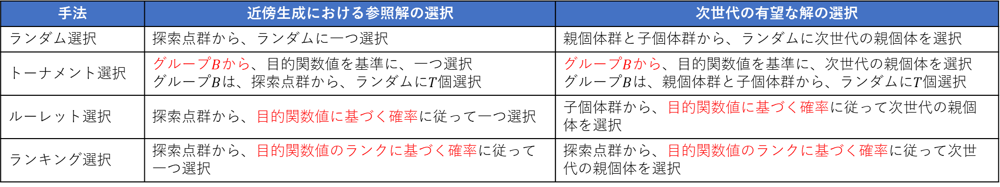 手法
近傍生成における参照解の選択
次世代の有望な解の選択
ランダム選択
探索点群から、ランダムに一つ選択
親個体群と子個体群から、ランダムに次世代の親個体を選択
トーナメント選択
グループBから、目的関数値を基準に、一つ選択
グループBは、探索点群から、ランダムにT個選択
グループBから、目的関数値を基準に、次世代の親個体を選択
グループBは、親個体群と子個体群から、ランダムにT個選択
ルーレット選択
探索点群から、目的関数値に基づく確率に従って一つ選択
子個体群から、目的関数値に基づく確率に従って次世代の親個
体を選択
ランキング選択
探索点群から、目的関数値のランクに基づく確率に従って
一つ選択
探索点群から、目的関数値のランクに基づく確率に従って次世
代の親個体を選択